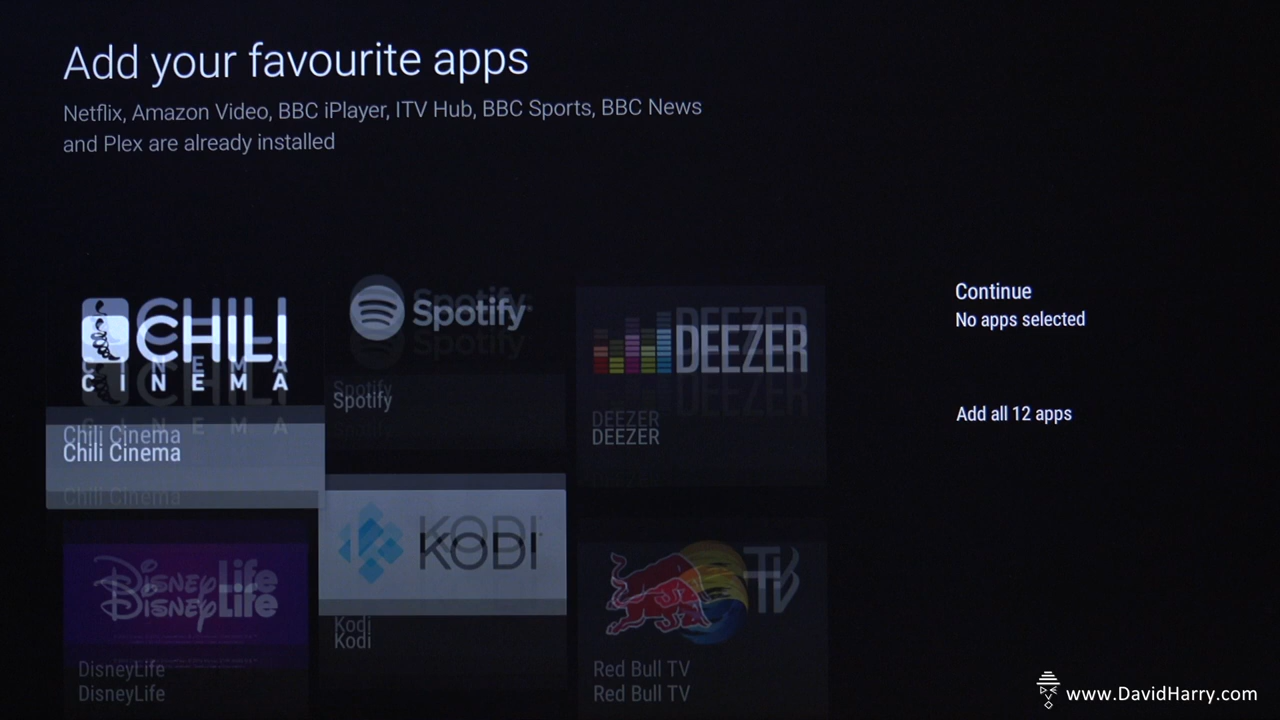 Add your favourite apps
Netflix, Amazon Video, BBC iPlayer, ITV Hub, BBC Sports, BBC News
and Plex are already installed
CHILI
CINEMA
Chili Cinema
Spotify
Spotify
DEEZER
DEEZER
Continue
No apps selected
Add all 12 apps
DisneyLife
DisneyLife
KODI
Kodi
TV
Red Bull TV
www.DavidHarry.com